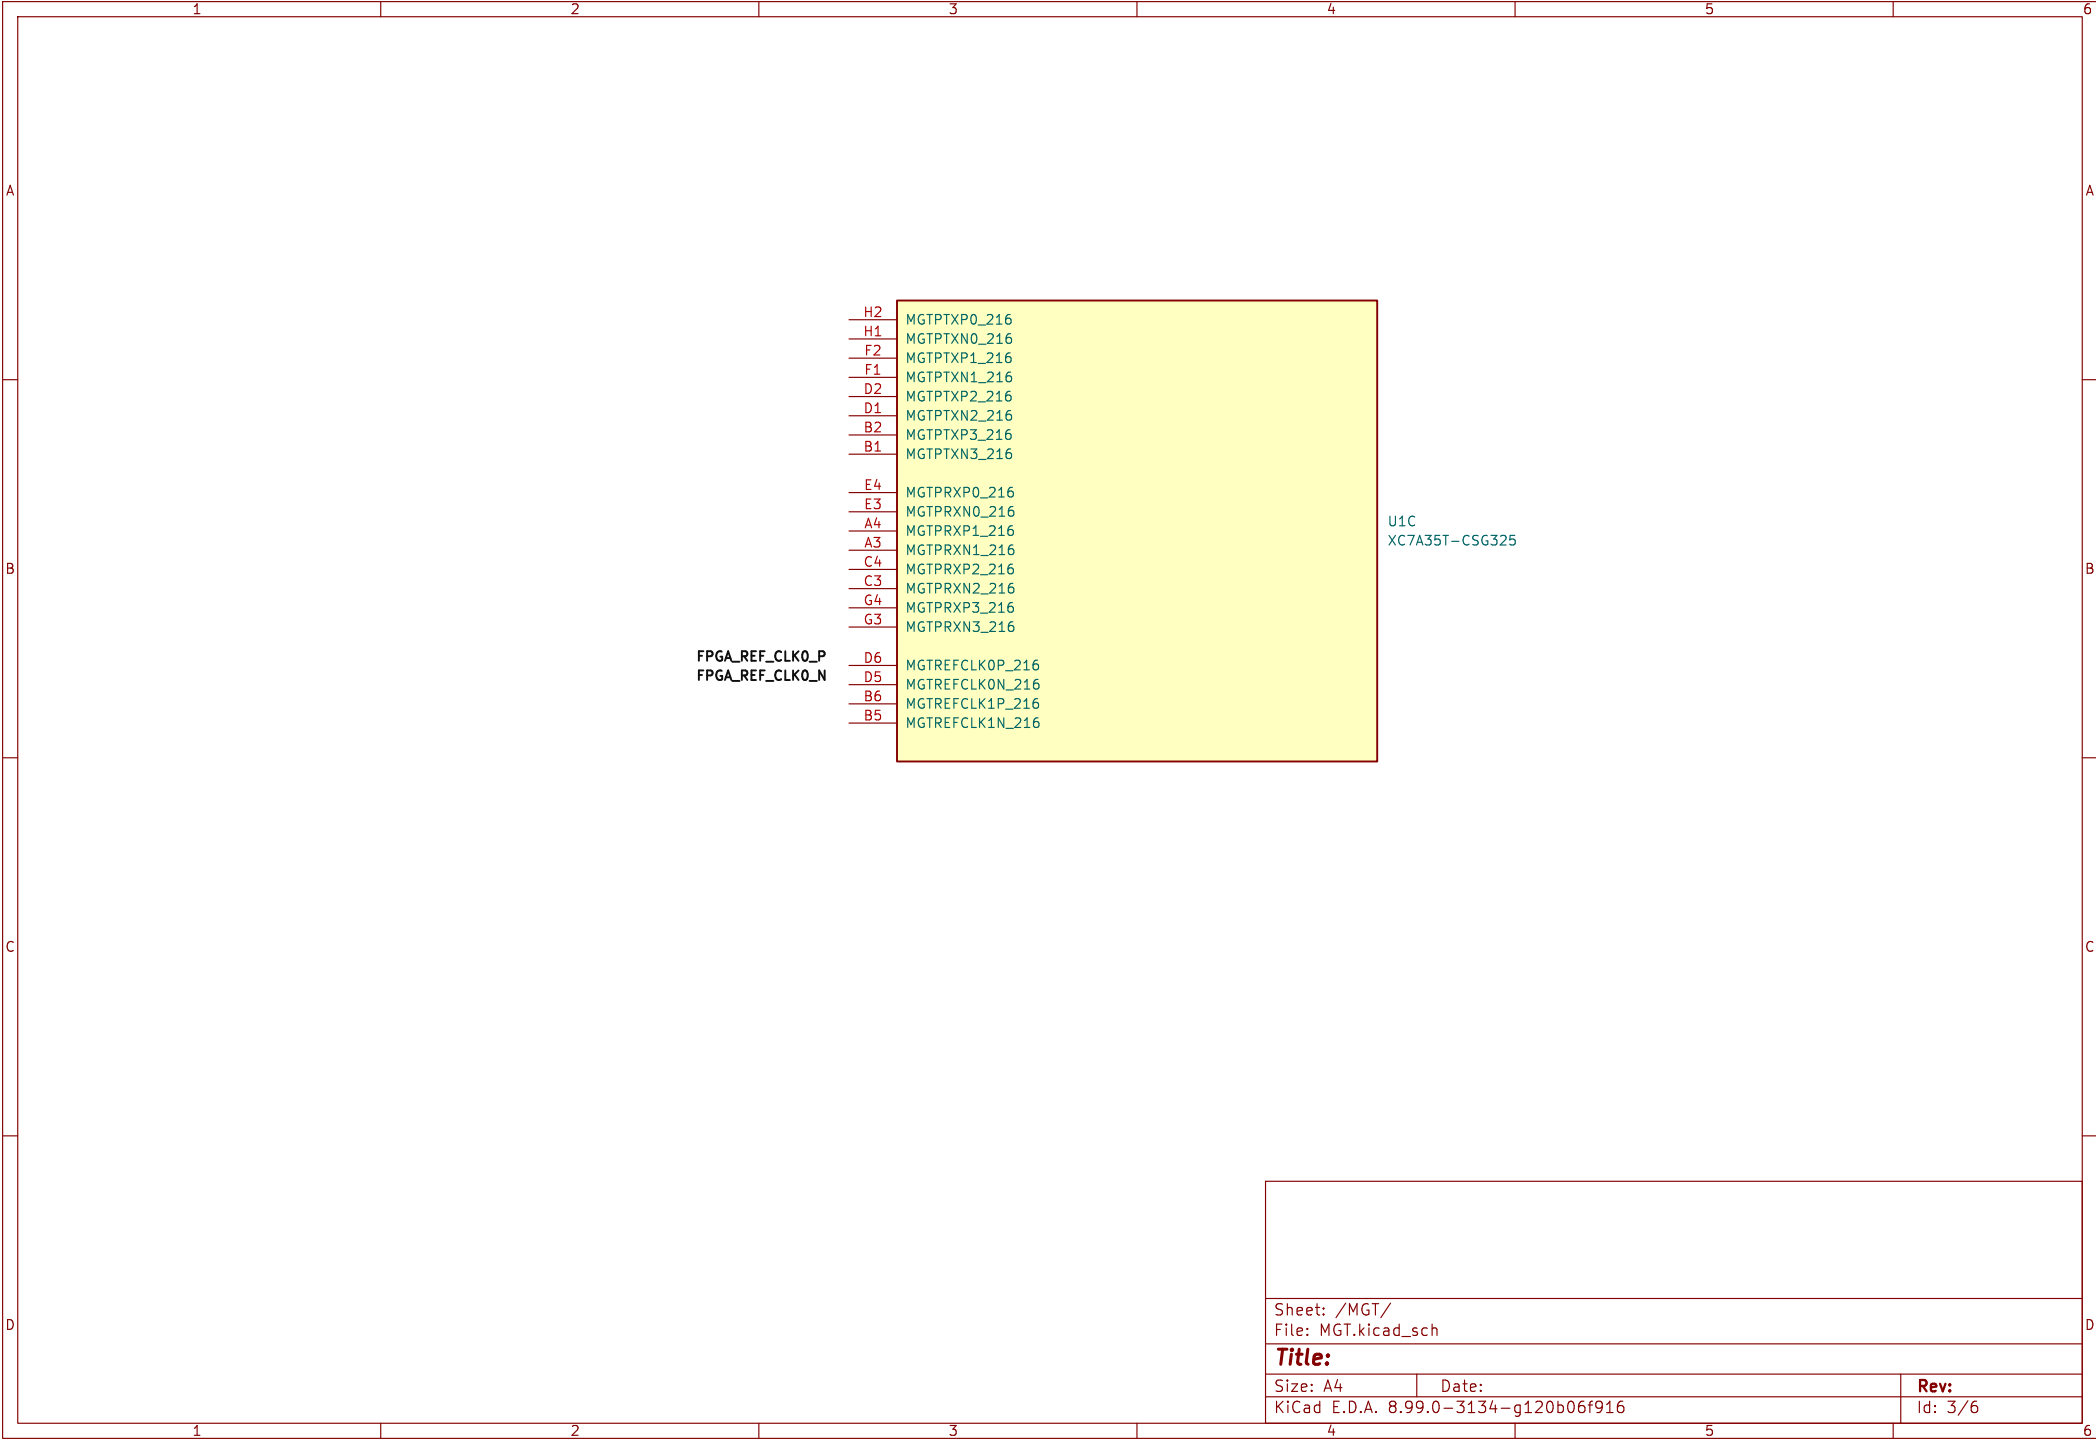 1 2 3 4 5 6
A A
H2 MGTPTXP0_216
H1 MGTPTXN0_216
F2 MGTPTXP1_216
F1 MGTPTXN1_216
D2 MGTPTXP2_216
D1 MGTPTXN2_216
B2 MGTPTXP3_216
B1 MGTPTXN3_216
E4 MGTPRXP0_216
E3 MGTPRXN0_216
A4 MGTPRXP1_216
A3 MGTPRXN1_216
C4 MGTPRXP2_216
C3 MGTPRXN2_216
G4 MGTPRXP3_216
G3 MGTPRXN3_216
U1C
XC7A35T-CSG325
B B
FPGA_REF_CLK0_P
FPGA_REF_CLK0_N
D6 MGTREFCLK0P_216
D5 MGTREFCLK0N_216
B6 MGTREFCLK1P_216
B5 MGTREFCLK1N_216
C C
Sheet: /MGT/
File: MGT.kicad_sch
D D
Title:
Size: A4 Date: Rev:
KiCad E.D.A. 8.99.0-3134-g120b06f916 Id: 3/6
1 2 3 4 5 6